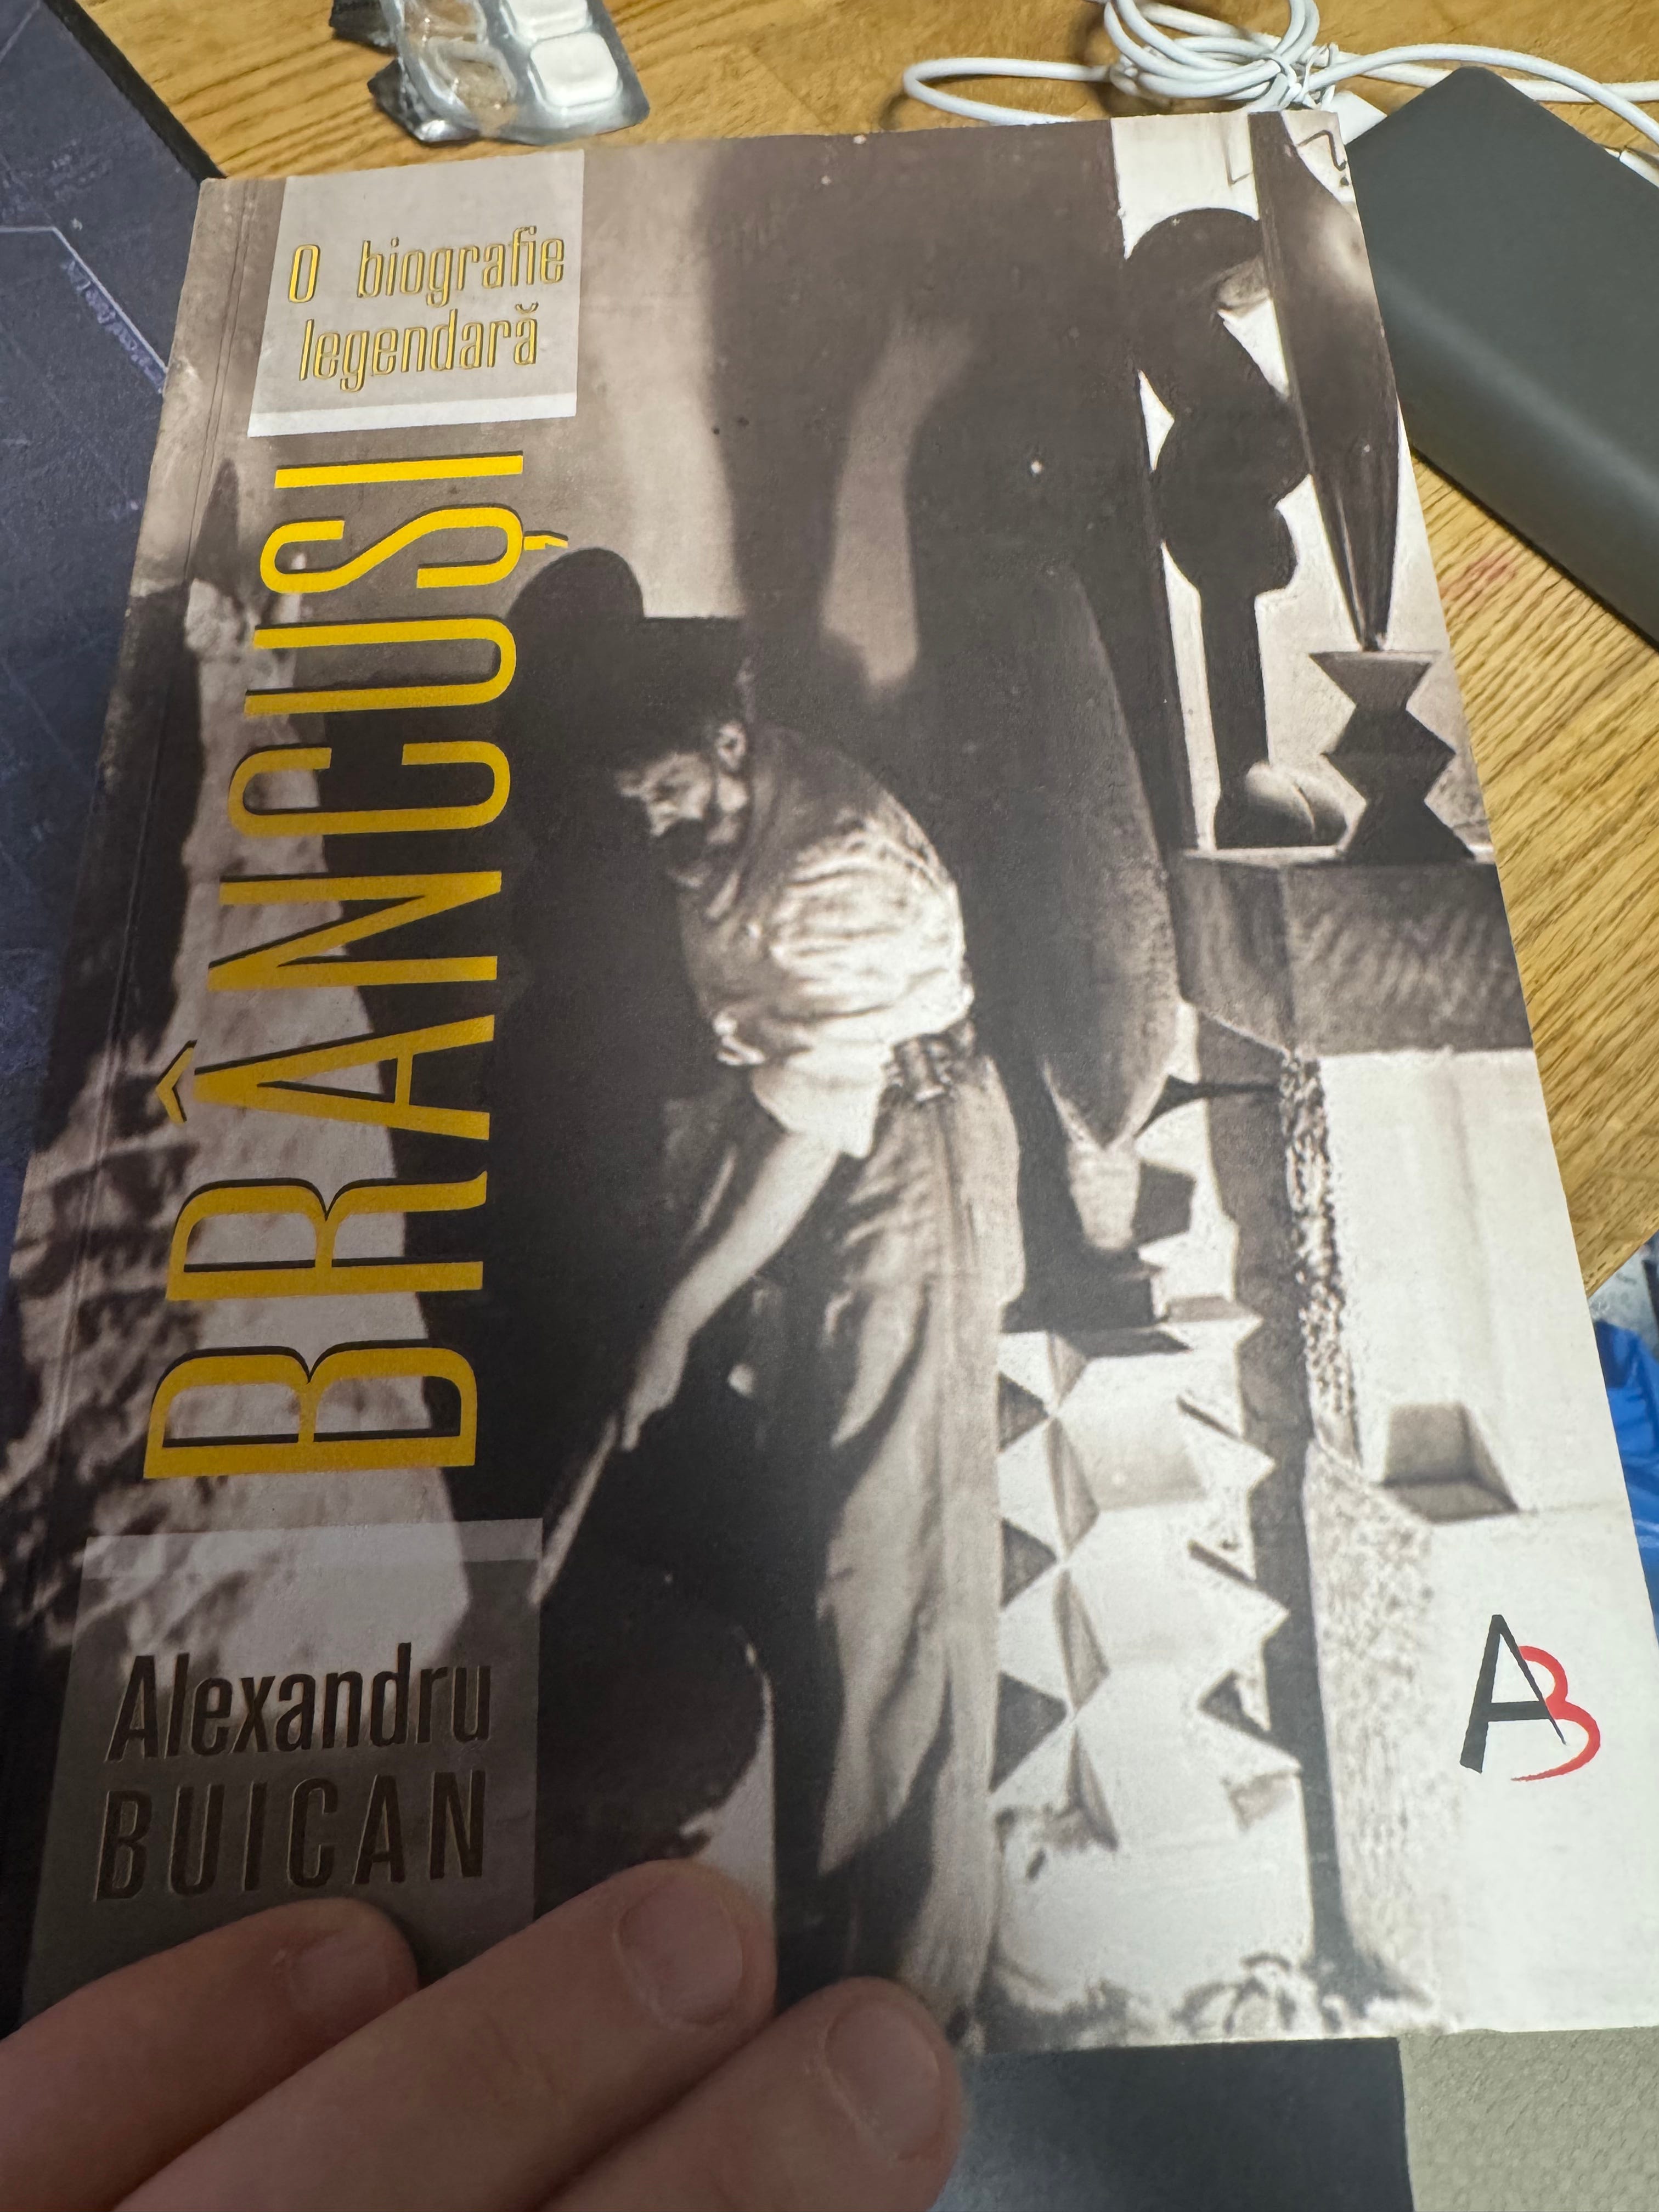 O biografie
legendară
BRÂNCUȘI
Alexandru
BUICAN
AB